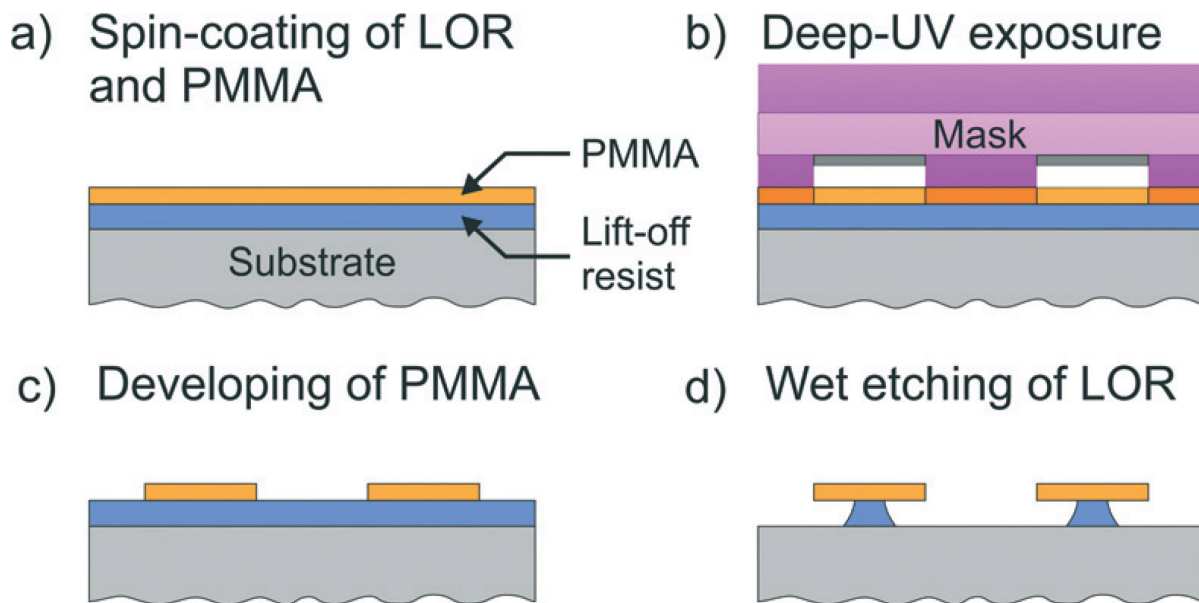 a) Spin-coating of LOR
and PMMA
PMMA
Lift-off
resist
Substrate
b) Deep-UV exposure
Mask
c) Developing of PMMA
d) Wet etching of LOR